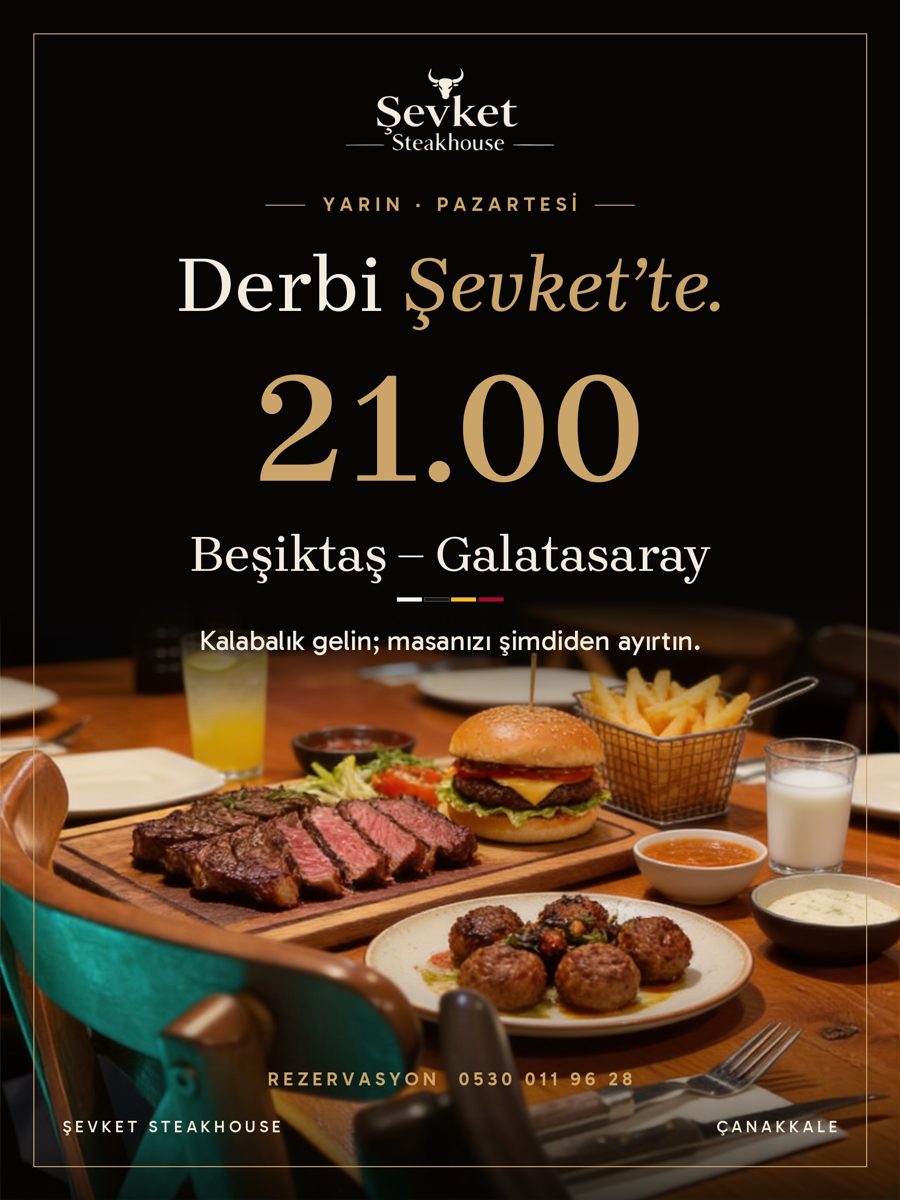 Şevket
Steakhouse
YARIN · PAZARTESİ
Derbi Şevket’te.
21.00
Beşiktaş – Galatasaray
Kalabalık gelin; masanızı şimdiden ayırtın.
REZERVASYON 0530 011 96 28
ŞEVKET STEAKHOUSE
ÇANAKKALE